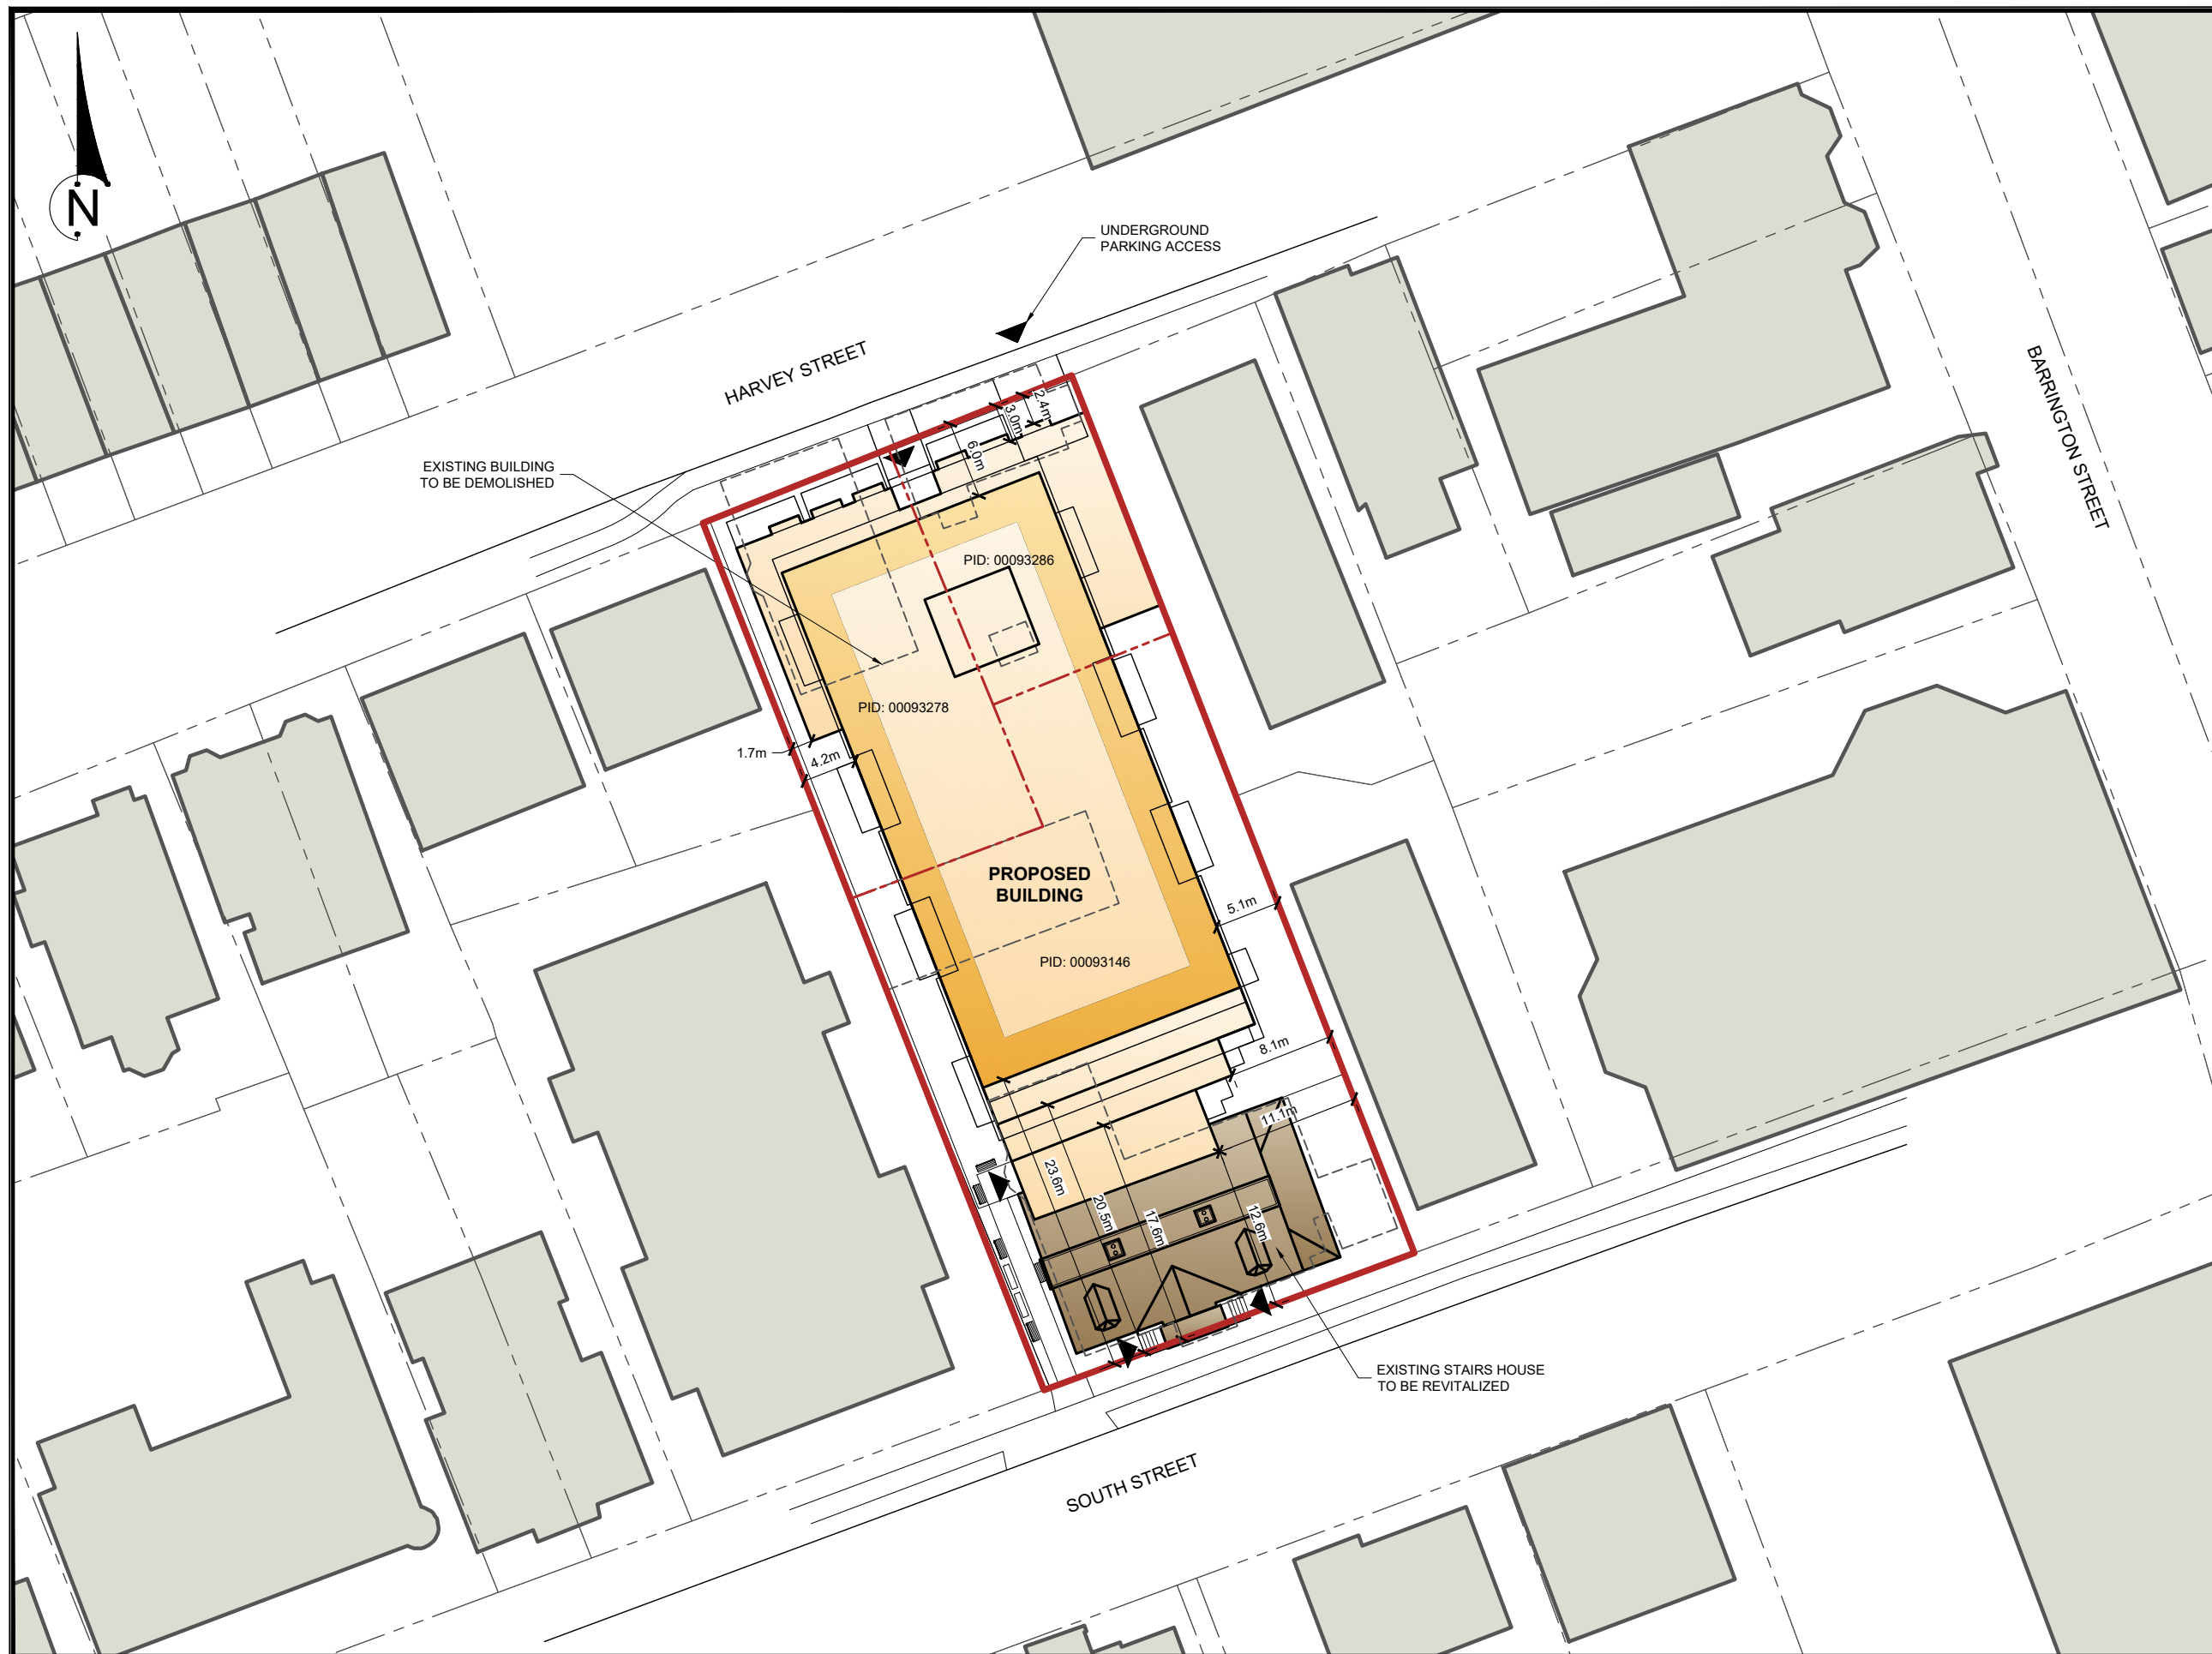 N
UNDERGROUND
PARKING ACCESS
HARVEY STREET
BARRINGTON STREET
2.4m
3.0m
6.0m
EXISTING BUILDING
TO BE DEMOLISHED
PID: 00093286
PID: 00093278
1.7m
4.2m
PROPOSED
BUILDING
5.1m
PID: 00093146
8.1m
11.1m
23.6m
20.5m
17.6m
12.6m
EXISTING STAIRS HOUSE
TO BE REVITALIZED
SOUTH STREET